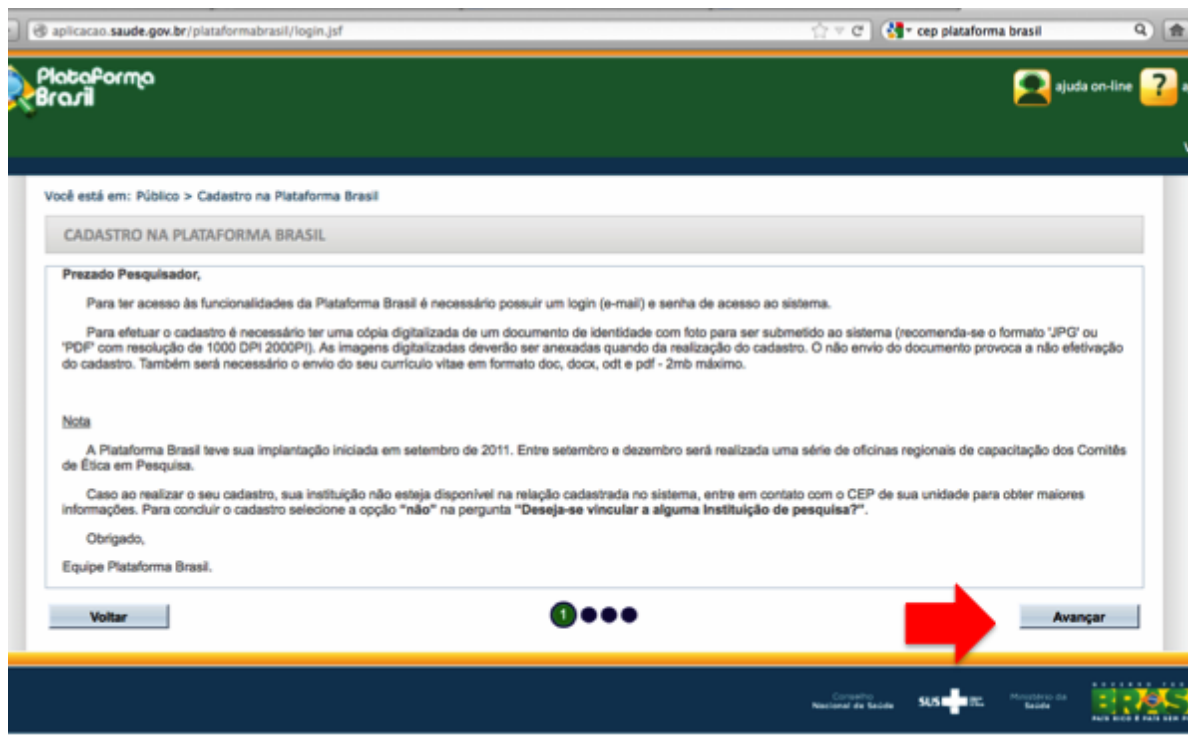 aplicacao.saude.gov.br/plataformabrasil/login.jsf
cep plataforma brasil
Plataforma
Brasil
ajuda on-line
?
Você está em: Público > Cadastro na Plataforma Brasil
CADASTRO NA PLATAFORMA BRASIL
Prezado Pesquisador,
Para ter acesso às funcionalidades da Plataforma Brasil é necessário possuir um login (e-mail) e senha de acesso ao sistema.
Para efetuar o cadastro é necessário ter uma cópia digitalizada de um documento de identidade com foto para ser submetido ao sistema (recomenda-se o formato 'JPG' ou
'PDF' com resolução de 1000 DPI 2000PI). As imagens digitalizadas deverão ser anexadas quando da realização do cadastro. O não envio do documento provoca a não efetivação
do cadastro. Também será necessário o envio do seu currículo vitae em formato doc, docx, odt e pdf - 2mb máximo.
Nota
A Plataforma Brasil teve sua implantação iniciada em setembro de 2011. Entre setembro e dezembro será realizada uma série de oficinas regionais de capacitação dos Comitês
de Ética em Pesquisa.
Caso ao realizar o seu cadastro, sua instituição não esteja disponível na relação cadastrada no sistema, entre em contato com o CEP de sua unidade para obter maiores
informações. Para concluir o cadastro selecione a opção "não" na pergunta "Deseja-se vincular a alguma Instituição de pesquisa?".
Obrigado,
Equipe Plataforma Brasil.
Voltar
1
Avançar
Conselho
Nacional de Saúde
SUS
Ministério da
Saúde
BRAS